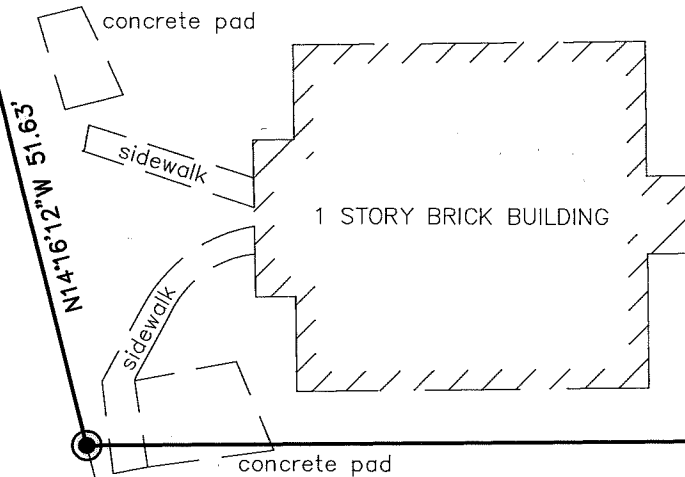 concrete pad
sidewalk
N14°16'12"W 51.63'
1 STORY BRICK BUILDING
sidewalk
concrete pad